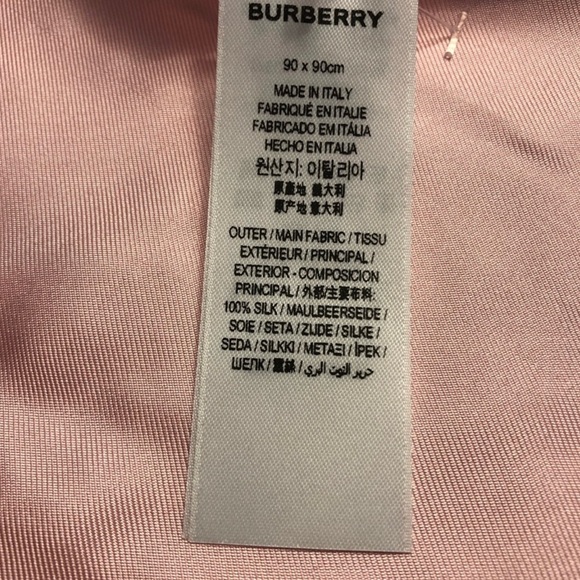 BURBERRY
90 x 90cm
MADE IN ITALY
FABRIQUÉ EN ITALIE
FABRICADO EM ITÁLIA
HECHO EN ITALIA
원산지: 이탈리아
原產地 義大利
原产地 意大利
OUTER / MAIN FABRIC / TISSU
EXTÉRIEUR / PRINCIPAL /
EXTERIOR - COMPOSICION
PRINCIPAL / 外部/主要布料:
100% SILK / MAULBEERSEIDE /
SOIE / SETA / ZIJDE / SILKE /
SEDA / SILKKI / ΜΕΤΑΞΙ / İPEK /
ШЕЛК / 蠶絲 / حرير التوت البري /